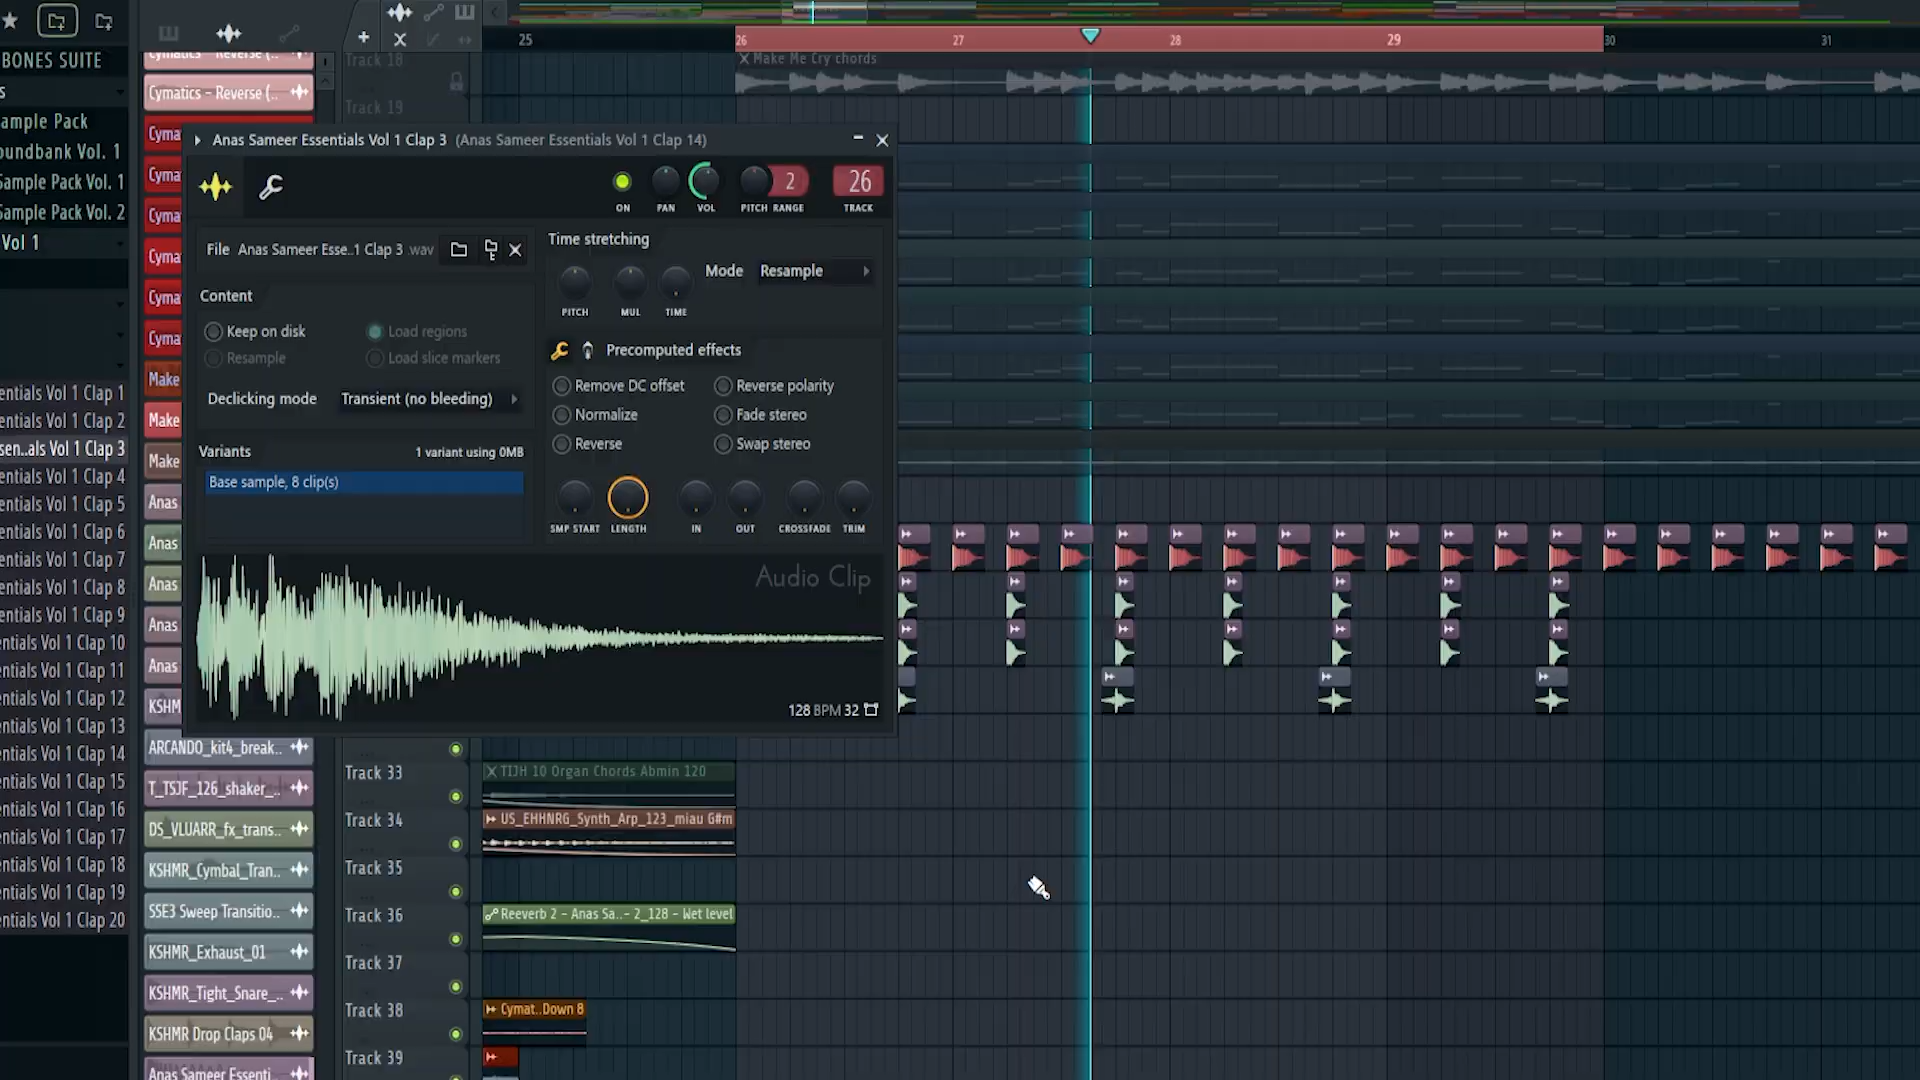 BONES SUITE
s
ample Pack
oundbank Vol. 1
Sample Pack Vol. 1
Sample Pack Vol. 2
Vol 1
entials Vol 1 Clap 1
entials Vol 1 Clap 2
sen..als Vol 1 Clap 3
entials Vol 1 Clap 4
entials Vol 1 Clap 5
entials Vol 1 Clap 6
entials Vol 1 Clap 7
entials Vol 1 Clap 8
entials Vol 1 Clap 9
entials Vol 1 Clap 10
entials Vol 1 Clap 11
entials Vol 1 Clap 12
entials Vol 1 Clap 13
entials Vol 1 Clap 14
entials Vol 1 Clap 15
entials Vol 1 Clap 16
entials Vol 1 Clap 17
entials Vol 1 Clap 18
entials Vol 1 Clap 19
entials Vol 1 Clap 20
Cymatics - Reverse (..
Cymatics - Reverse (..
Cyma
Cyma
Cyma
Cyma
Cyma
Cyma
Make
Make
Make
Anas
Anas
Anas
Anas
Anas
KSHM
ARCANDO_kit4_break..
T_TSJF_126_shaker_..
DS_VLUARR_fx_trans..
KSHMR_Cymbal_Tran..
SSE3 Sweep Transitio..
KSHMR_Exhaust_01
KSHMR_Tight_Snare_..
KSHMR Drop Claps 04
Anas Sameer Essenti..
25 26 27 28 29 30 31
Track 18
Make Me Cry chords
Track 19
Anas Sameer Essentials Vol 1 Clap 3 (Anas Sameer Essentials Vol 1 Clap 14)
2 26
ON PAN VOL PITCH RANGE TRACK
File Anas Sameer Esse..1 Clap 3 .wav
Time stretching
Mode Resample
PITCH MUL TIME
Content
Keep on disk Load regions
Resample Load slice markers
Declicking mode Transient (no bleeding)
Precomputed effects
Remove DC offset Reverse polarity
Normalize Fade stereo
Reverse Swap stereo
Variants 1 variant using 0MB
Base sample, 8 clip(s)
SMP START LENGTH IN OUT CROSSFADE TRIM
Audio Clip
128 BPM 32
Track 33
TIJH 10 Organ Chords Abmin 120
Track 34
US_EHHNRG_Synth_Arp_123_miau G#m
Track 35
Track 36
Reeverb 2 - Anas Sa..- 2_128 - Wet level
Track 37
Track 38
Cymat..Down 8
Track 39